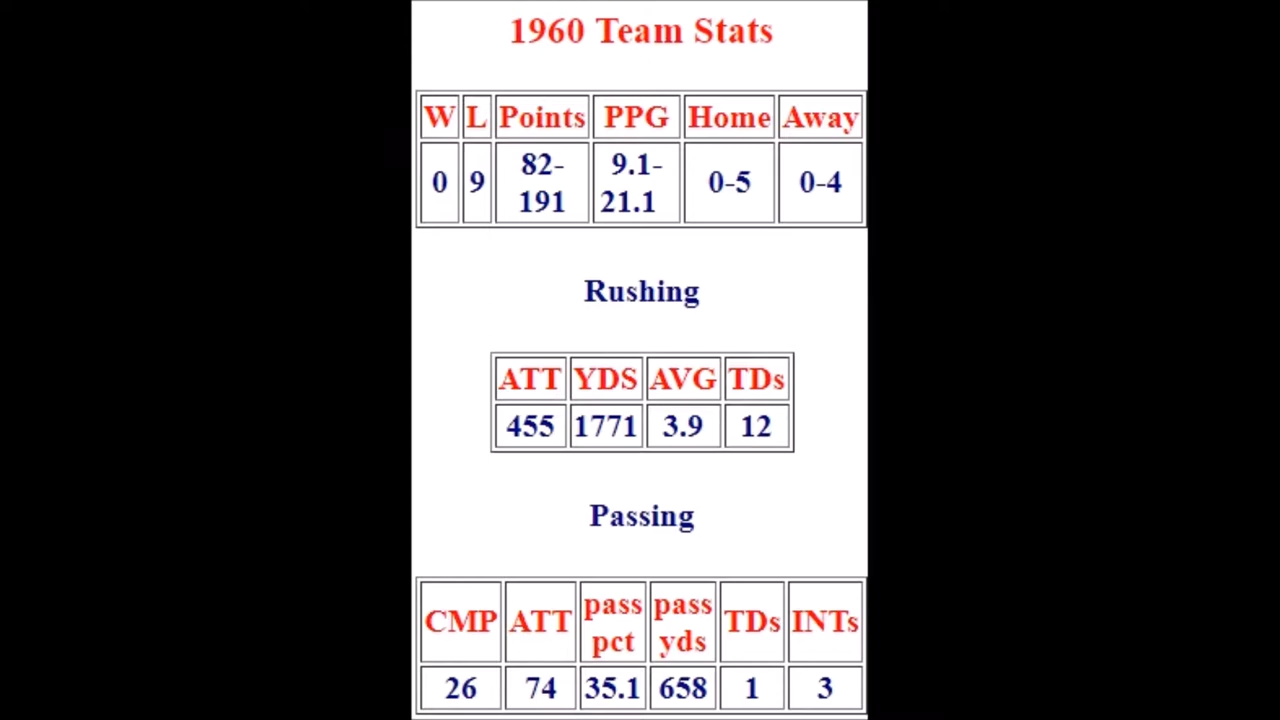 1960 Team Stats
W L Points PPG Home Away
0 9 82- 9.1- 0-5 0-4
191 21.1
Rushing
ATT YDS AVG TDs
455 1771 3.9 12
Passing
CMP ATT pass pass TDs INTs
pct yds
26 74 35.1 658 1 3